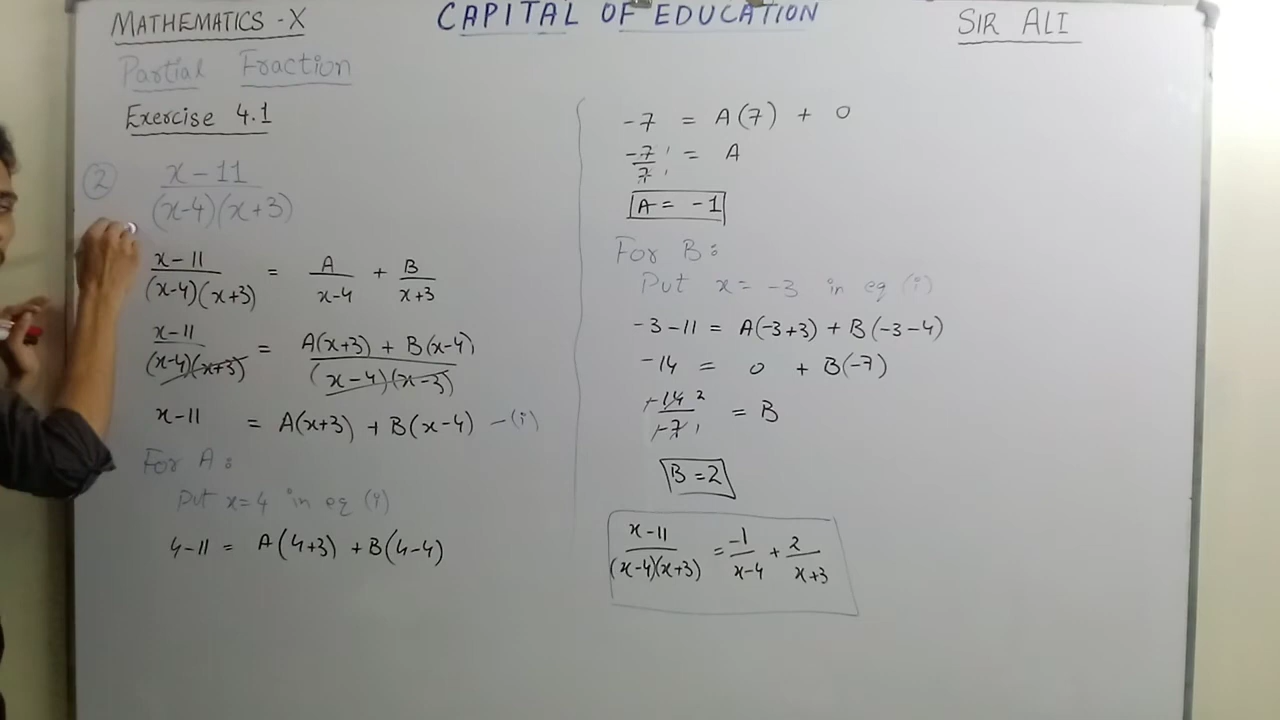 MATHEMATICS - X
CAPITAL OF EDUCATION
SIR ALI
Partial Fraction
Exercise 4.1
② x - 11
(x-4)(x+3)
x - 11 / (x-4)(x+3) = A / x-4 + B / x+3
x - 11 / (x-4)(x+3) = A(x+3) + B(x-4) / (x-4)(x-3)
x - 11 = A(x+3) + B(x-4) - (i)
For A:
Put x=4 in eq (i)
4-11 = A(4+3) + B(4-4)
-7 = A(7) + 0
-7 / 7 = A
A = -1
For B:
Put x = -3 in eq (i)
-3-11 = A(-3+3) + B(-3-4)
-14 = 0 + B(-7)
-14 2 / -7 1 = B
B = 2
x-11 / (x-4)(x+3) = -1 / x-4 + 2 / x+3